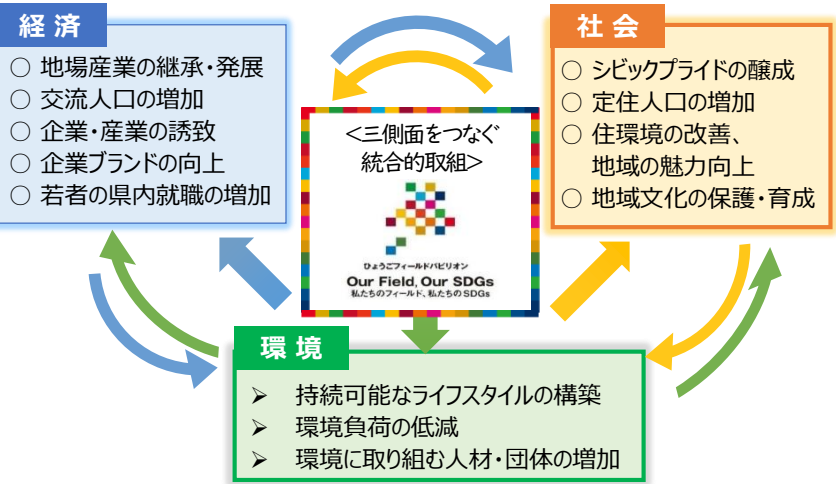 経 済
○ 地場産業の継承・発展
○ 交流人口の増加
○ 企業・産業の誘致
○ 企業ブランドの向上
○ 若者の県内就職の増加
<三側面をつなぐ
統合的取組>
ひょうごフィールドパビリオン
Our Field, Our SDGs
私たちのフィールド、私たちのSDGs
社 会
○ シビックプライドの醸成
○ 定住人口の増加
○ 住環境の改善、
地域の魅力向上
○ 地域文化の保護・育成
環 境
➢ 持続可能なライフスタイルの構築
➢ 環境負荷の低減
➢ 環境に取り組む人材・団体の増加